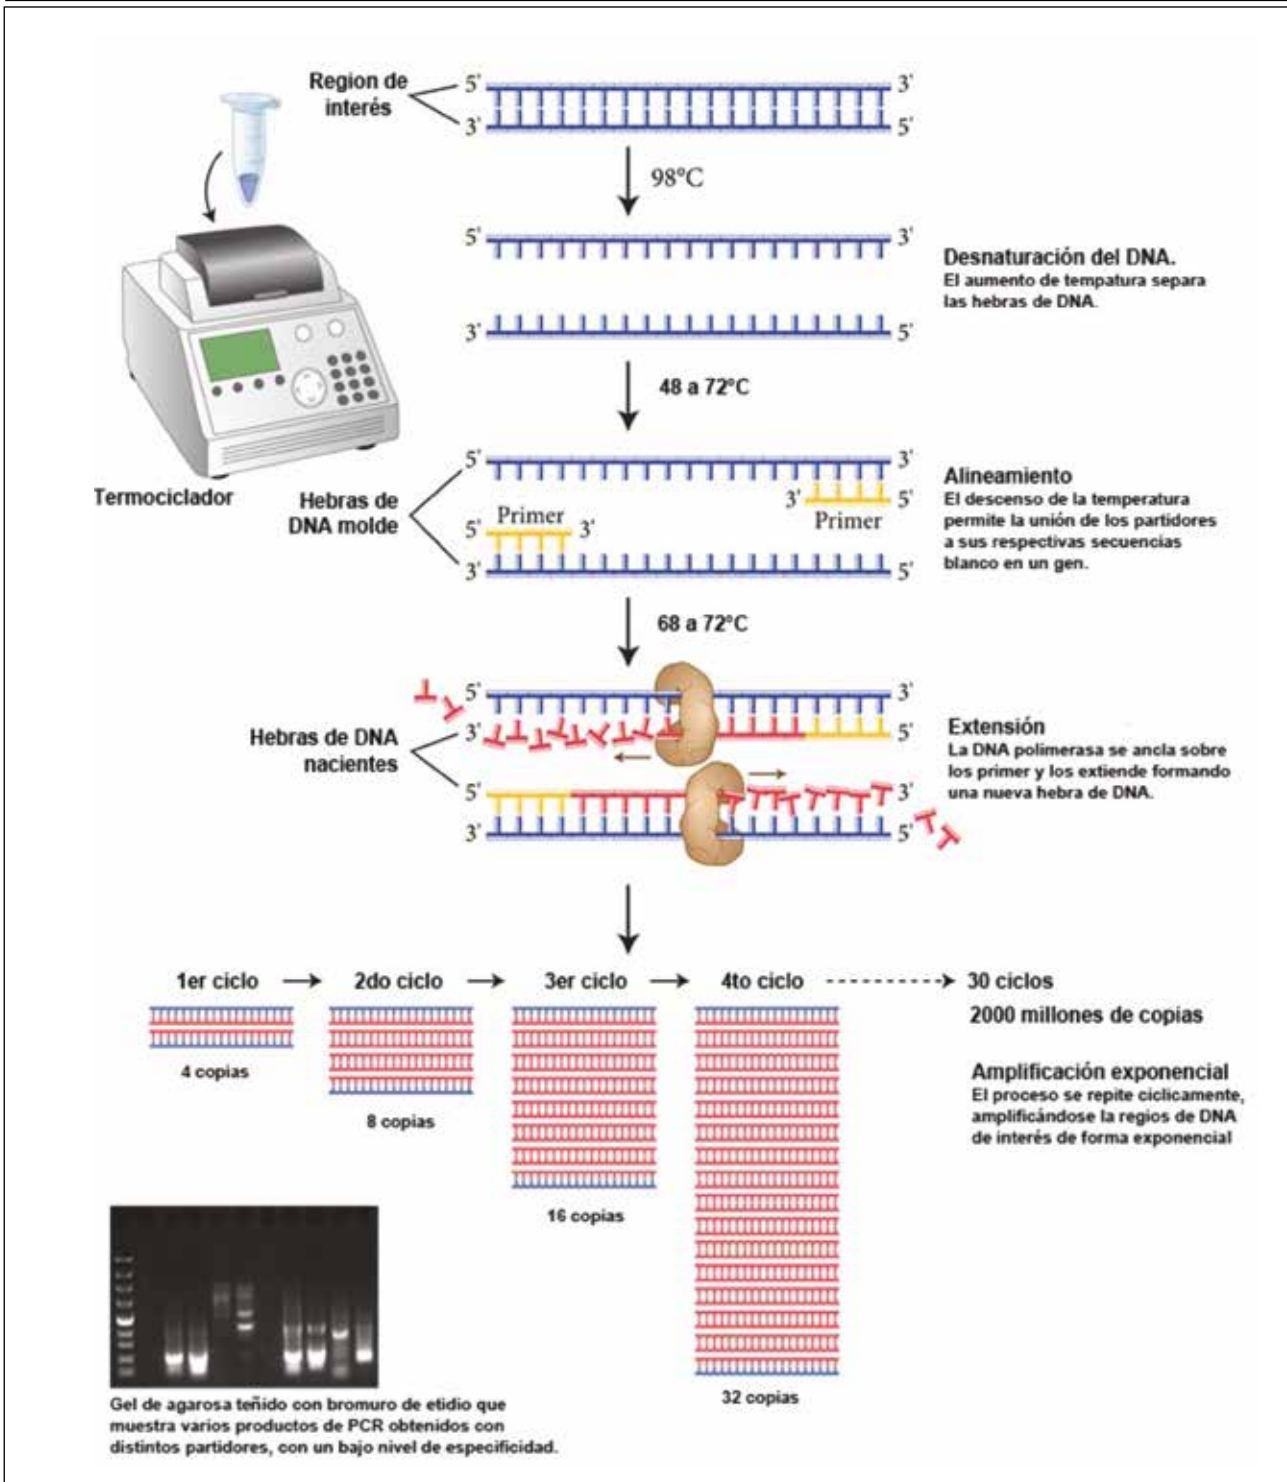 Region de
interés
5'
3'
3'
5'
98°C
5'
3'
3'
5'
Desnaturación del DNA.
El aumento de tempatura separa
las hebras de DNA.
48 a 72°C
Termociclador
Hebras de
DNA molde
5'
3'
3'
5'
Primer
5'
Primer
3'
3'
5'
Alineamiento
El descenso de la temperatura
permite la unión de los partidores
a sus respectivas secuencias
blanco en un gen.
68 a 72°C
Hebras de DNA
nacientes
5'
3'
3'
5'
5'
3'
3'
5'
Extensión
La DNA polimerasa se ancla sobre
los primer y los extiende formando
una nueva hebra de DNA.
1er ciclo
2do ciclo
3er ciclo
4to ciclo
30 ciclos
2000 millones de copias
4 copias
8 copias
16 copias
32 copias
Amplificación exponencial
El proceso se repite ciclicamente,
amplificándose la regios de DNA
de interés de forma exponencial
Gel de agarosa teñido con bromuro de etidio que
muestra varios productos de PCR obtenidos con
distintos partidores, con un bajo nivel de especificidad.